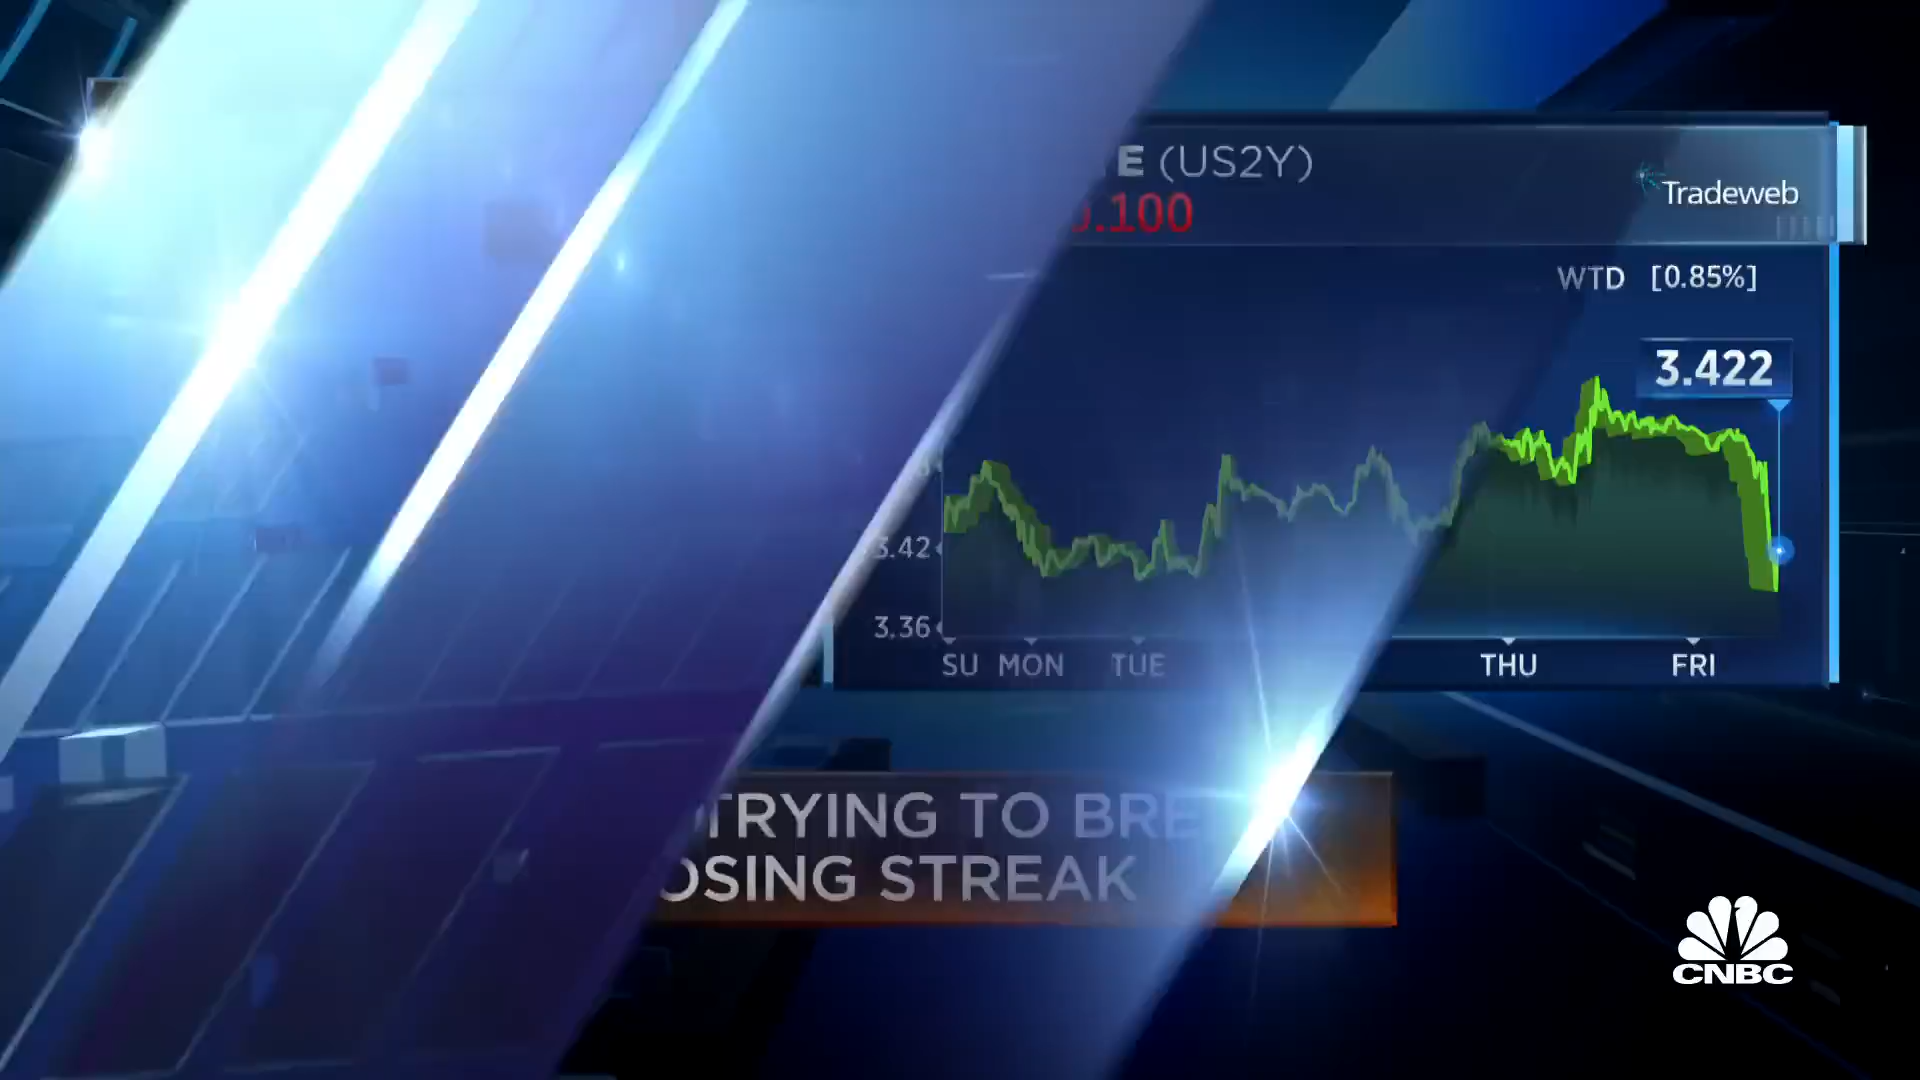 E (US2Y)
0.100
Tradeweb
WTD [0.85%]
3.422
3.42
3.36
SU MON TUE THU FRI
TRYING TO BRE
OSING STREAK
CNBC